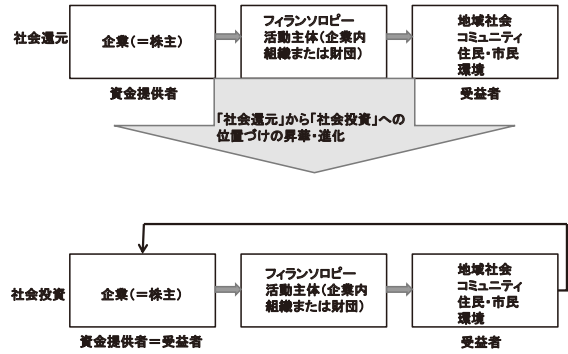 社会還元
企業(＝株主)
フィランソロピー
活動主体(企業内
組織または財団)
地域社会
コミュニティ
住民・市民
環境
資金提供者
受益者
「社会還元」から「社会投資」への
位置づけの昇華・進化
社会投資
企業(＝株主)
フィランソロピー
活動主体(企業内
組織または財団)
地域社会
コミュニティ
住民・市民
環境
資金提供者＝受益者
受益者